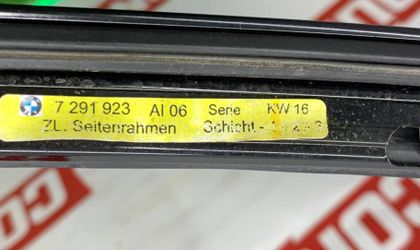 7 291 923 AI 06 Serie KW 16
ZL. Seitenrahmen Schicht -